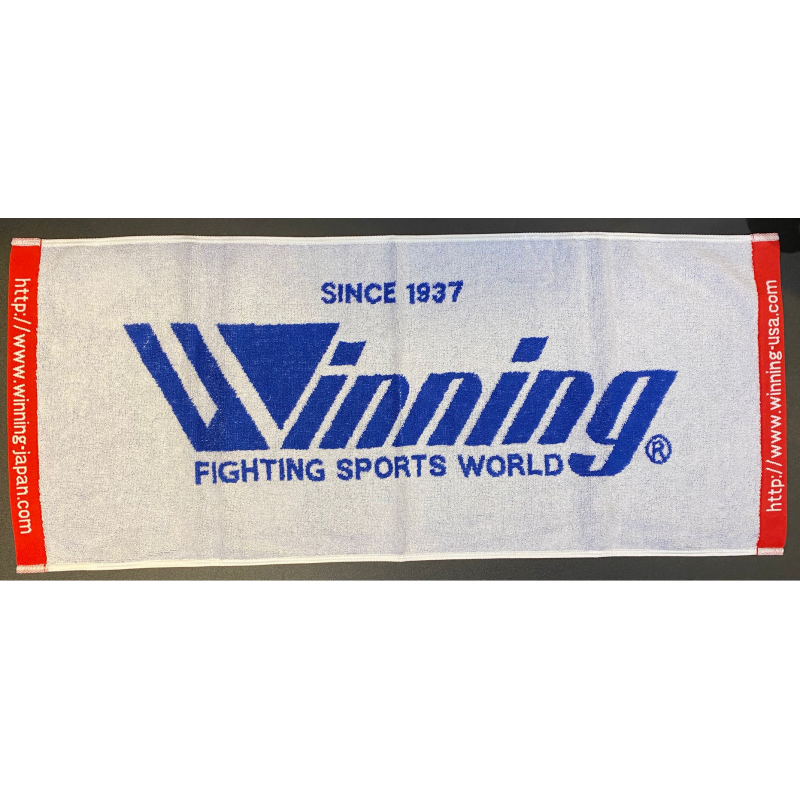 SINCE 1937
Winning®
FIGHTING SPORTS WORLD
http://www.winning-japan.com
http://www.winning-usa.com